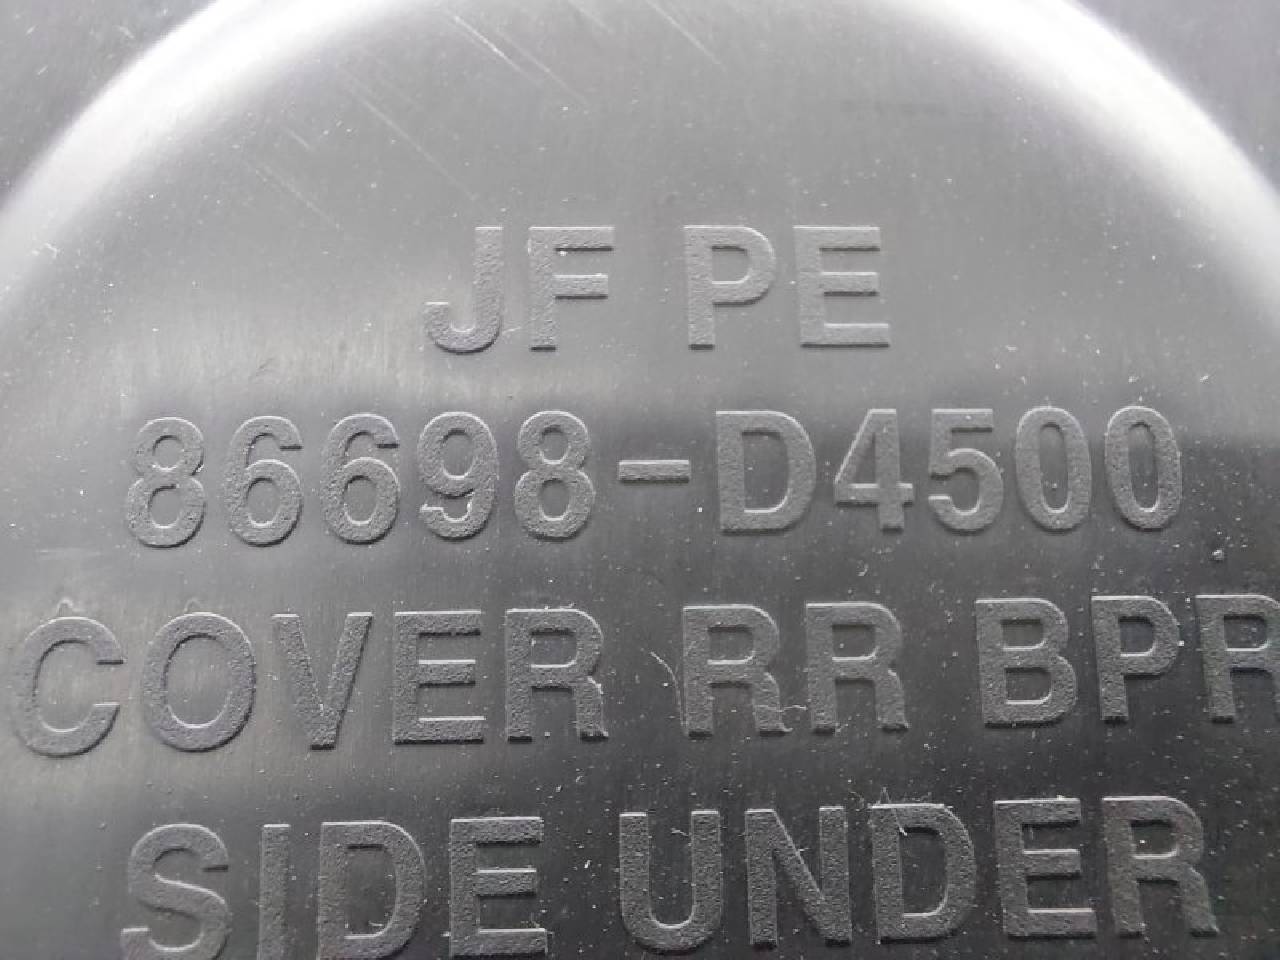 JF PE
86698-D4500
COVER RR BPR
SIDE UNDER